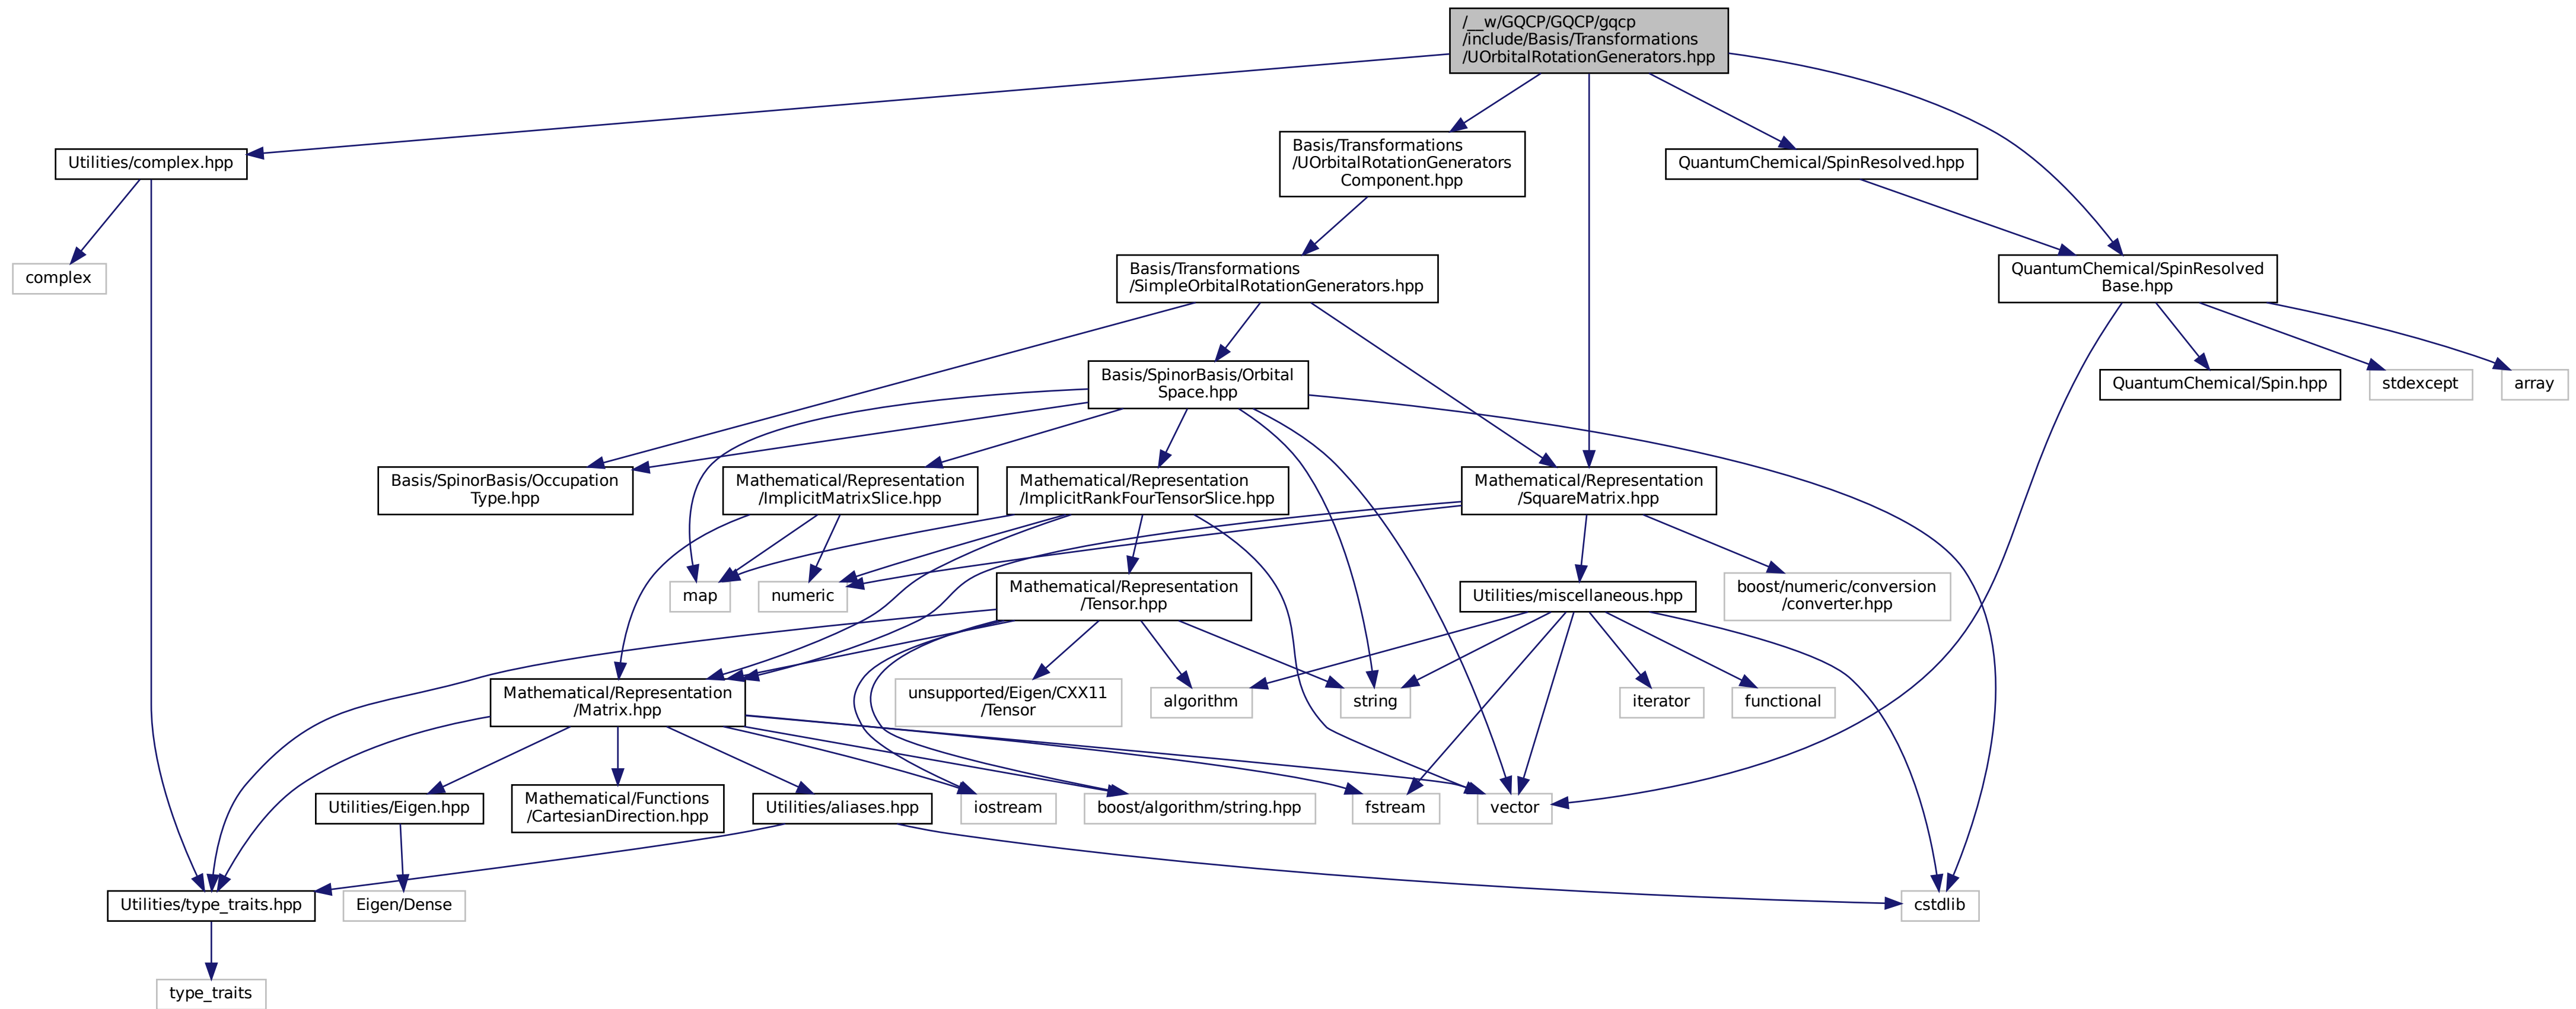 /__w/GQCP/GQCP/gqcp
/include/Basis/Transformations
/UOrbitalRotationGenerators.hpp
Utilities/complex.hpp
Basis/Transformations
/UOrbitalRotationGenerators
Component.hpp
QuantumChemical/SpinResolved.hpp
complex
Basis/Transformations
/SimpleOrbitalRotationGenerators.hpp
QuantumChemical/SpinResolved
Base.hpp
Basis/SpinorBasis/Orbital
Space.hpp
QuantumChemical/Spin.hpp
stdexcept
array
Basis/SpinorBasis/Occupation
Type.hpp
Mathematical/Representation
/ImplicitMatrixSlice.hpp
Mathematical/Representation
/ImplicitRankFourTensorSlice.hpp
Mathematical/Representation
/SquareMatrix.hpp
map
numeric
Mathematical/Representation
/Tensor.hpp
Utilities/miscellaneous.hpp
boost/numeric/conversion
/converter.hpp
Mathematical/Representation
/Matrix.hpp
unsupported/Eigen/CXX11
/Tensor
algorithm
string
iterator
functional
Utilities/Eigen.hpp
Mathematical/Functions
/CartesianDirection.hpp
Utilities/aliases.hpp
iostream
boost/algorithm/string.hpp
fstream
vector
Utilities/type_traits.hpp
Eigen/Dense
cstdlib
type_traits